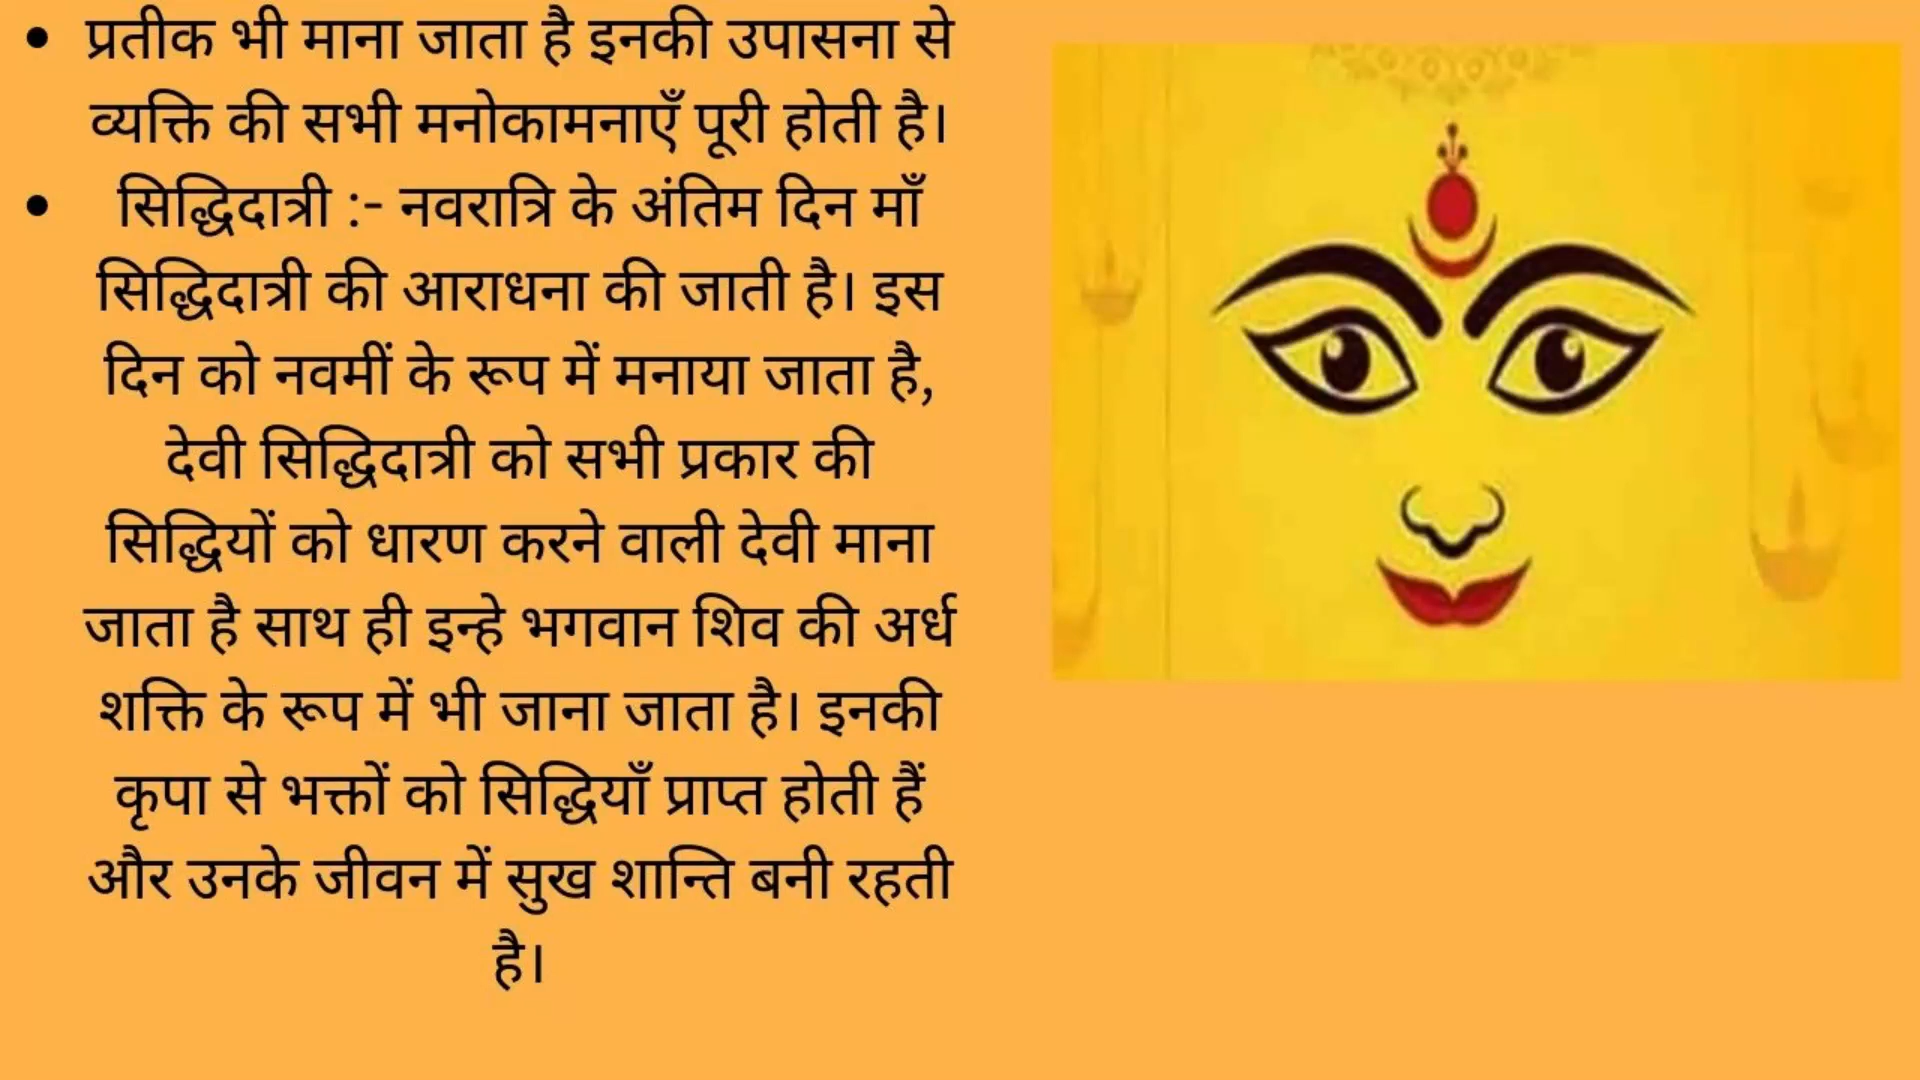 • प्रतीक भी माना जाता है इनकी उपासना से
व्यक्ति की सभी मनोकामनाएँ पूरी होती है।
• सिद्धिदात्री :- नवरात्रि के अंतिम दिन माँ
सिद्धिदात्री की आराधना की जाती है। इस
दिन को नवमीं के रूप में मनाया जाता है,
देवी सिद्धिदात्री को सभी प्रकार की
सिद्धियों को धारण करने वाली देवी माना
जाता है साथ ही इन्हे भगवान शिव की अर्ध
शक्ति के रूप में भी जाना जाता है। इनकी
कृपा से भक्तों को सिद्धियाँ प्राप्त होती हैं
और उनके जीवन में सुख शान्ति बनी रहती
है।